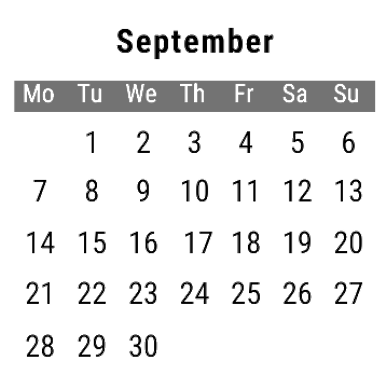 September
Mo Tu We Th Fr Sa Su
1 2 3 4 5 6
7 8 9 10 11 12 13
14 15 16 17 18 19 20
21 22 23 24 25 26 27
28 29 30